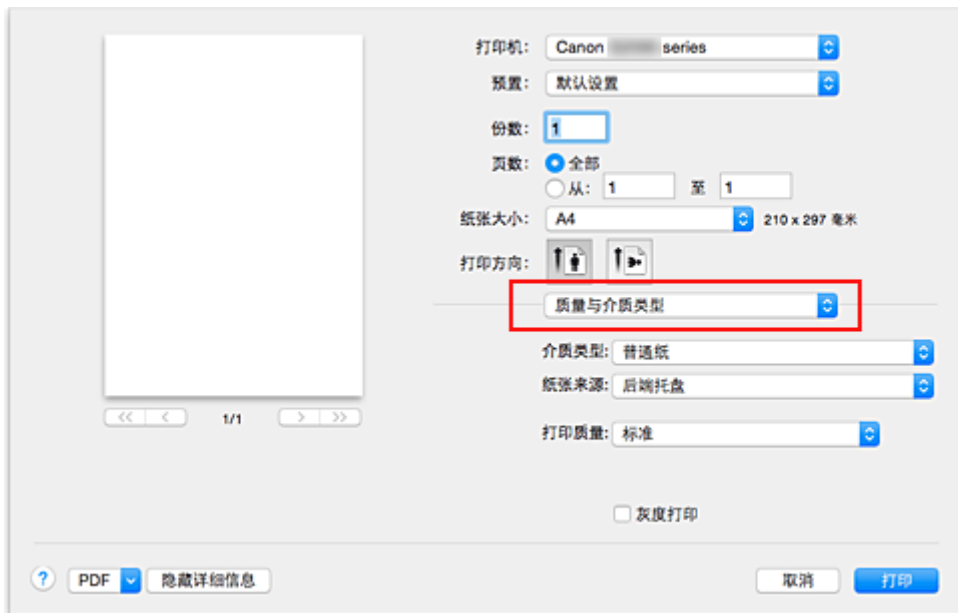 打印机: Canon series
预置: 默认设置
份数: 1
页数: 全部
从: 1 至 1
纸张大小: A4 210 x 297 毫米
打印方向:
质量与介质类型
介质类型: 普通纸
纸张来源: 后端托盘
<< < 1/1 > >>
打印质量: 标准
灰度打印
? PDF 隐藏详细信息 取消 打印